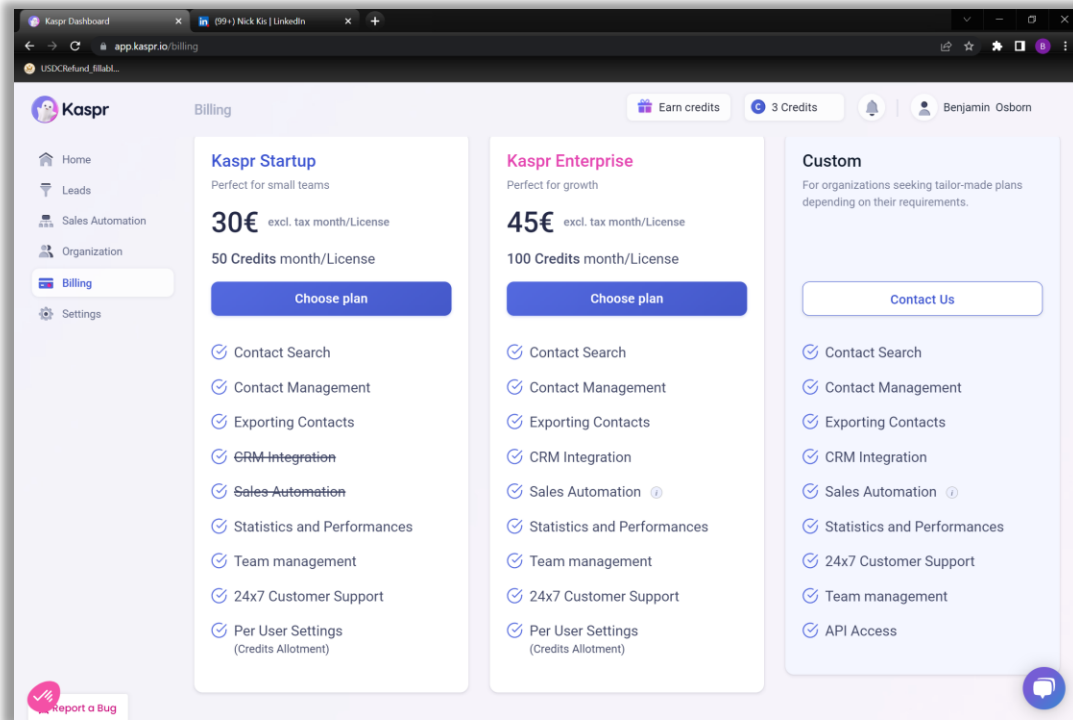 Kaspr Dashboard
(99+) Nick Kis | LinkedIn
app.kaspr.io/billing
B
USDCRefund_fillabl...
Kaspr
Billing
Earn credits
C
3 Credits
Benjamin Osborn
Home
Leads
Sales Automation
Organization
Billing
Settings
Kaspr Startup
Perfect for small teams
30€ excl. tax month/License
50 Credits month/License
Choose plan
Contact Search
Contact Management
Exporting Contacts
CRM Integration
Sales Automation
Statistics and Performances
Team management
24x7 Customer Support
Per User Settings
(Credits Allotment)
Kaspr Enterprise
Perfect for growth
45€ excl. tax month/License
100 Credits month/License
Choose plan
Contact Search
Contact Management
Exporting Contacts
CRM Integration
Sales Automation
Statistics and Performances
Team management
24x7 Customer Support
Per User Settings
(Credits Allotment)
Custom
For organizations seeking tailor-made plans
depending on their requirements.
Contact Us
Contact Search
Contact Management
Exporting Contacts
CRM Integration
Sales Automation
Statistics and Performances
24x7 Customer Support
Team management
API Access
Report a Bug